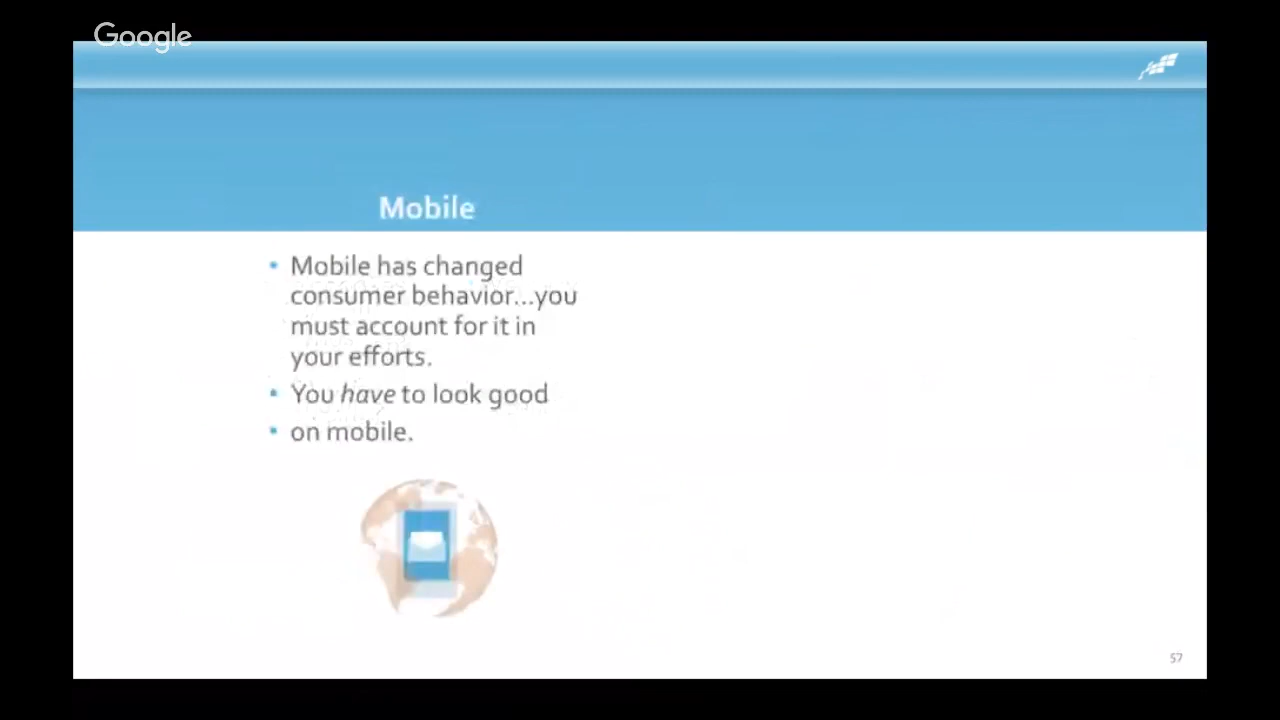 Google
Mobile
• Mobile has changed
consumer behavior...you
must account for it in
your efforts.
• You have to look good
• on mobile.
57